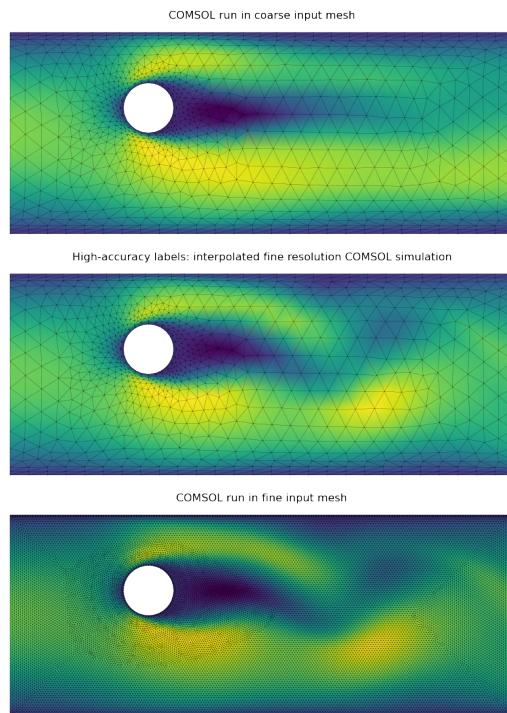 COMSOL run in coarse input mesh
High-accuracy labels: interpolated fine resolution COMSOL simulation
COMSOL run in fine input mesh